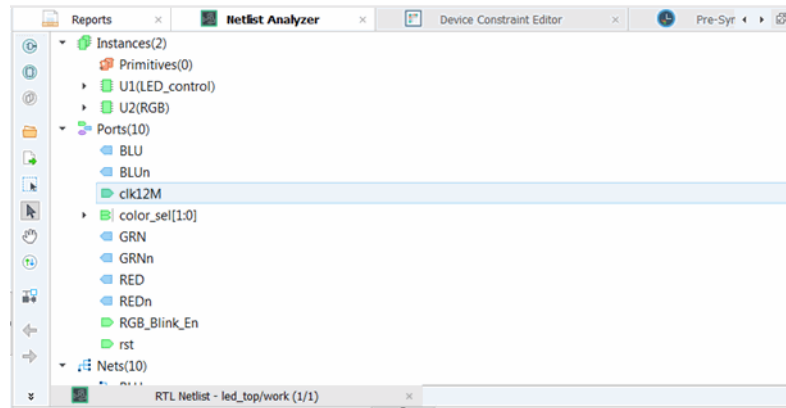 Reports × Netlist Analyzer × Device Constraint Editor × Pre-Syr
Instances(2)
Primitives(0)
U1(LED_control)
U2(RGB)
Ports(10)
BLU
BLUn
clk12M
color_sel[1:0]
GRN
GRNn
RED
REDn
RGB_Blink_En
rst
Nets(10)
RTL Netlist - led_top/work (1/1) ×